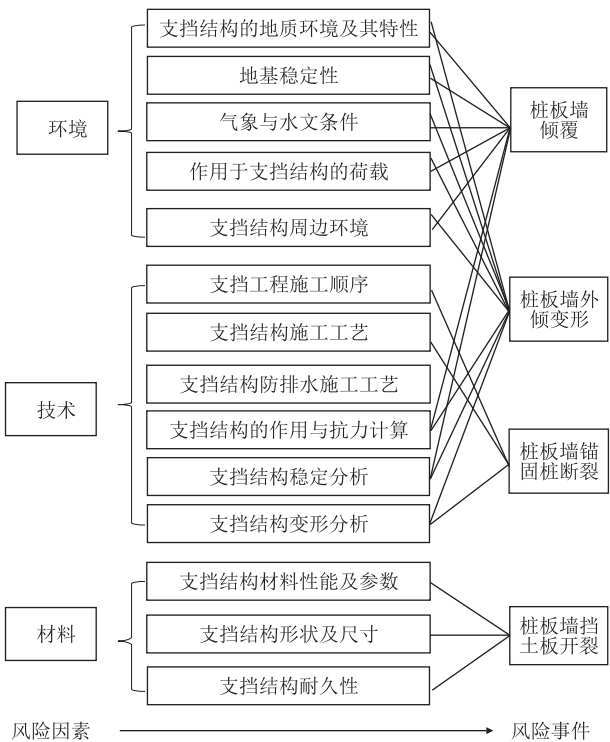 支挡结构的地质环境及其特性
地基稳定性
环境
气象与水文条件
作用于支挡结构的荷载
支挡结构周边环境
支挡工程施工顺序
支挡结构施工工艺
技术
支挡结构防排水施工工艺
支挡结构的作用与抗力计算
支挡结构稳定分析
支挡结构变形分析
支挡结构材料性能及参数
材料
支挡结构形状及尺寸
支挡结构耐久性
桩板墙
倾覆
桩板墙外
倾变形
桩板墙锚
固桩断裂
桩板墙挡
土板开裂
风险因素
风险事件